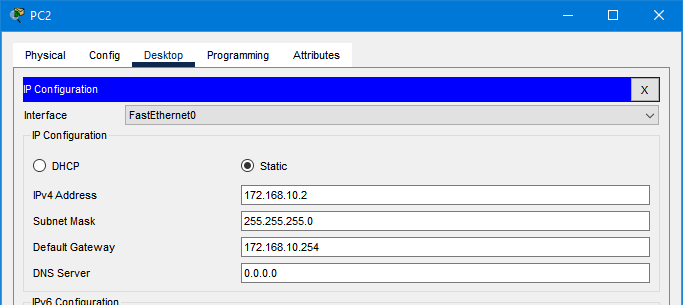 PC2
Physical Config Desktop Programming Attributes
IP Configuration X
Interface FastEthernet0
IP Configuration
DHCP Static
IPv4 Address 172.168.10.2
Subnet Mask 255.255.255.0
Default Gateway 172.168.10.254
DNS Server 0.0.0.0
IPv6 Configuration